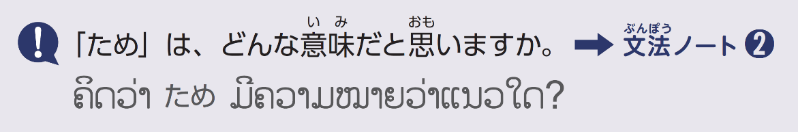 ! 「ため」は、どんな意味だと思いますか。 ➡ 文法ノート ❷
ຄິດວ່າ ため ມີຄວາມໝາຍວ່າແນວໃດ?